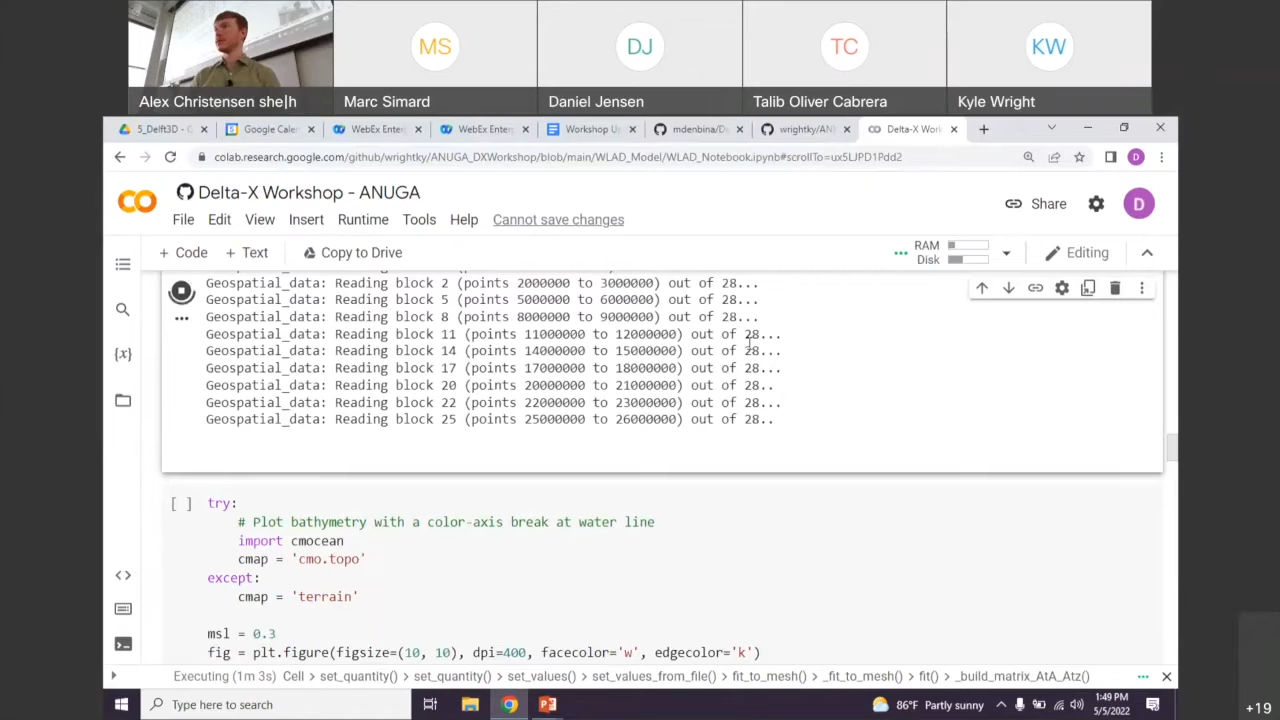 MS
DJ
TC
KW
Alex Christensen she|h
Marc Simard
Daniel Jensen
Talib Oliver Cabrera
Kyle Wright
5_Delft3D - G
Google Caler
WebEx Enter
WebEx Enter
Workshop U
mdenbina/De
wrightky/AN
Delta-X Work
colab.research.google.com/github/wrightky/ANUGA_DXWorkshop/blob/main/WLAD_Model/WLAD_Notebook.ipynb#scrollTo=ux5LJPD1Pdd2
D
Delta-X Workshop - ANUGA
File Edit View Insert Runtime Tools Help Cannot save changes
Share
D
+ Code + Text Copy to Drive
RAM
Disk
Editing
Geospatial_data: Reading block 2 (points 2000000 to 3000000) out of 28...
Geospatial_data: Reading block 5 (points 5000000 to 6000000) out of 28...
Geospatial_data: Reading block 8 (points 8000000 to 9000000) out of 28...
Geospatial_data: Reading block 11 (points 11000000 to 12000000) out of 28...
Geospatial_data: Reading block 14 (points 14000000 to 15000000) out of 28...
Geospatial_data: Reading block 17 (points 17000000 to 18000000) out of 28...
Geospatial_data: Reading block 20 (points 20000000 to 21000000) out of 28..
Geospatial_data: Reading block 22 (points 22000000 to 23000000) out of 28...
Geospatial_data: Reading block 25 (points 25000000 to 26000000) out of 28..
[ ] try:
# Plot bathymetry with a color-axis break at water line
import cmocean
cmap = 'cmo.topo'
except:
cmap = 'terrain'
msl = 0.3
fig = plt.figure(figsize=(10, 10), dpi=400, facecolor='w', edgecolor='k')
Executing (1m 3s) Cell > set_quantity() > set_quantity() > set_values() > set_values_from_file() > fit_to_mesh() > _fit_to_mesh() > fit() > _build_matrix_AtA_Atz()
Type here to search
86°F Partly sunny
1:49 PM
5/5/2022
+19